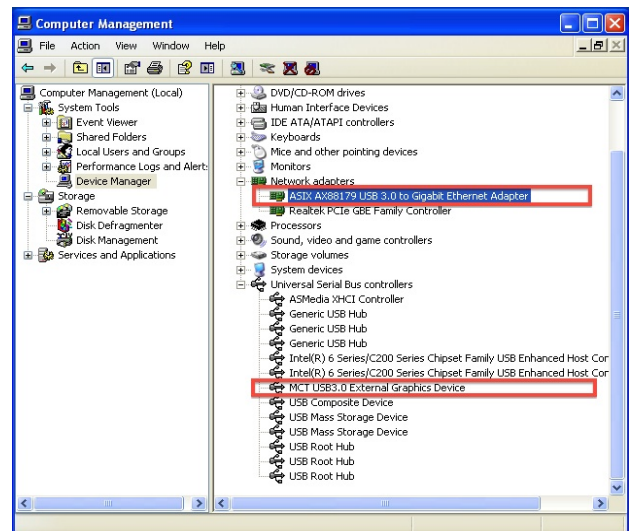 Computer Management
File Action View Window Help
Computer Management (Local)
System Tools
Event Viewer
Shared Folders
Local Users and Groups
Performance Logs and Alert:
Device Manager
Storage
Removable Storage
Disk Defragmenter
Disk Management
Services and Applications
DVD/CD-ROM drives
Human Interface Devices
IDE ATA/ATAPI controllers
Keyboards
Mice and other pointing devices
Monitors
Network adapters
ASIX AX88179 USB 3.0 to Gigabit Ethernet Adapter
Realtek PCIe GBE Family Controller
Processors
Sound, video and game controllers
Storage volumes
System devices
Universal Serial Bus controllers
ASMedia XHCI Controller
Generic USB Hub
Generic USB Hub
Generic USB Hub
Intel(R) 6 Series/C200 Series Chipset Family USB Enhanced Host Cor
Intel(R) 6 Series/C200 Series Chipset Family USB Enhanced Host Cor
MCT USB3.0 External Graphics Device
USB Composite Device
USB Mass Storage Device
USB Mass Storage Device
USB Root Hub
USB Root Hub
USB Root Hub